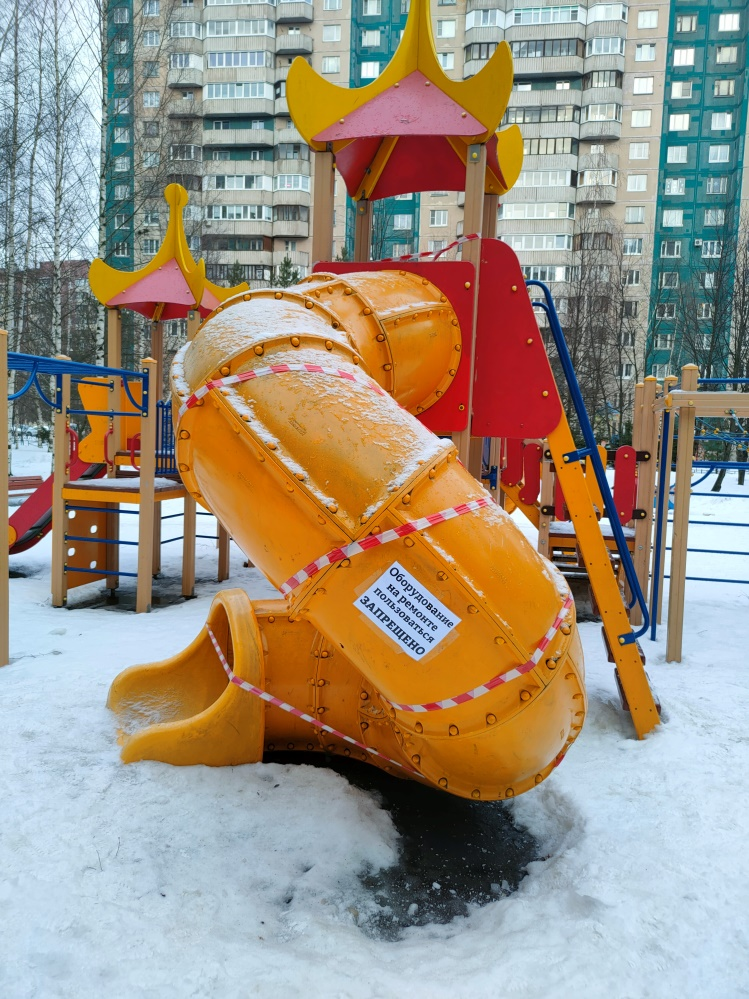 Оборудование
на ремонте
пользоваться
ЗАПРЕЩЕНО